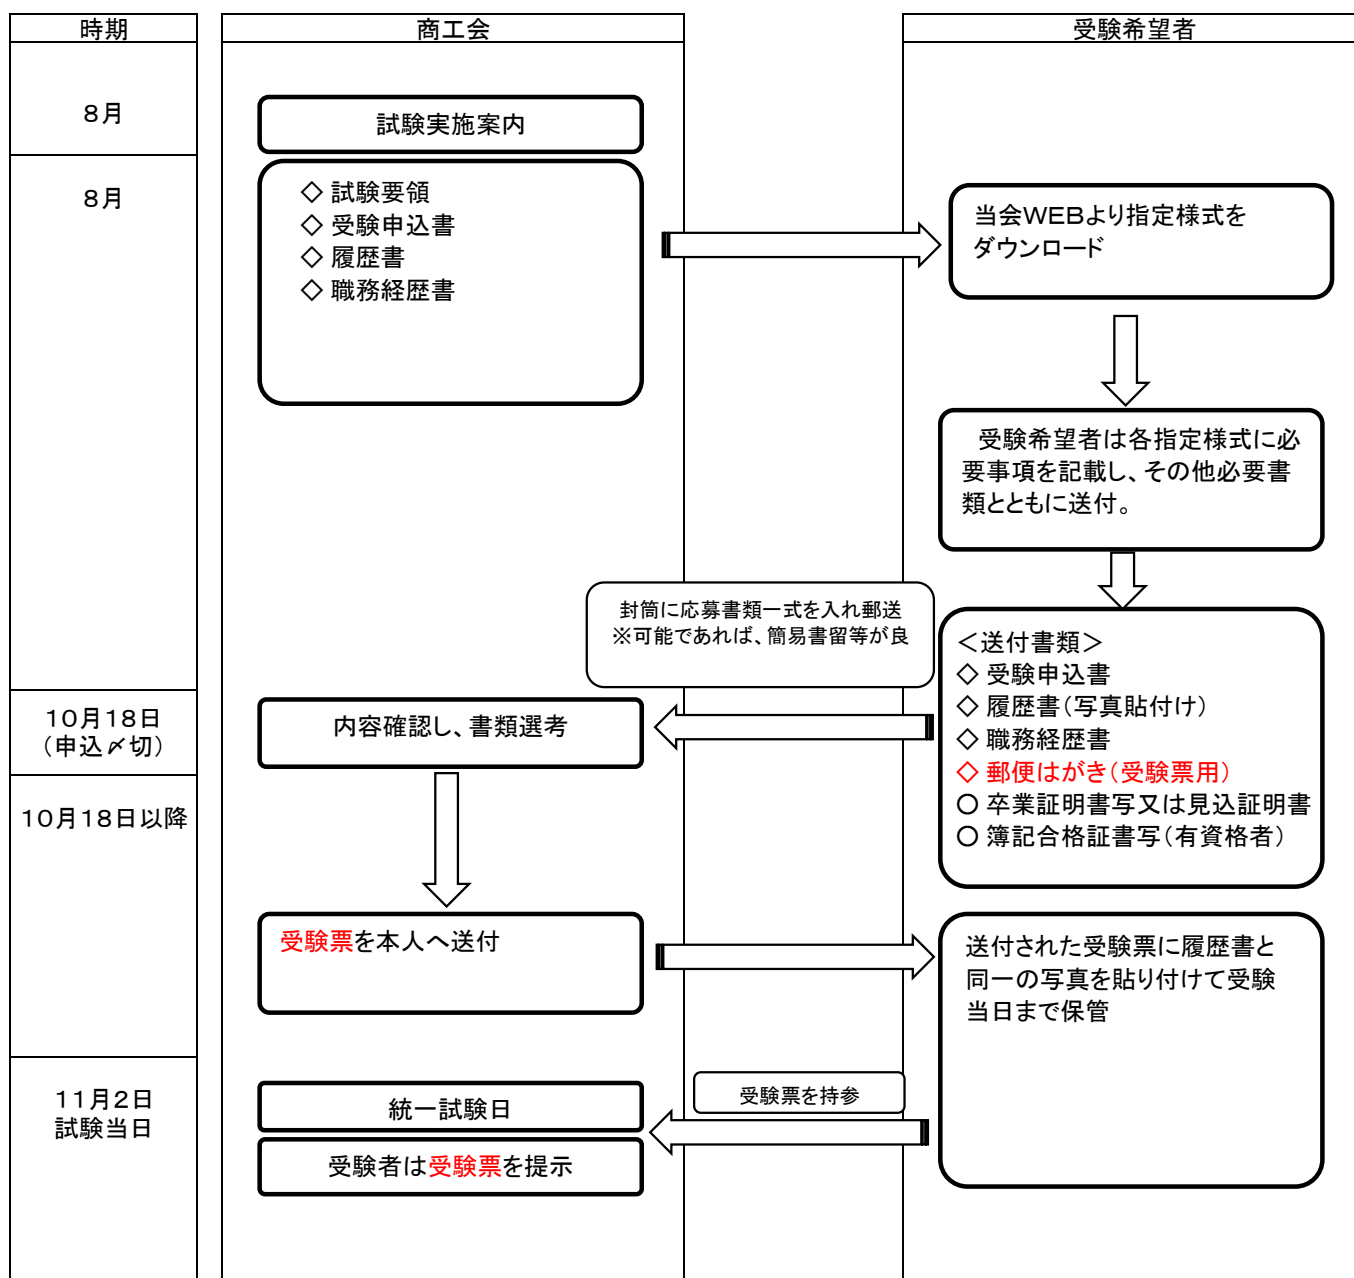 時期
商工会
受験希望者
８月
試験実施案内
８月
◇ 試験要領
◇ 受験申込書
◇ 履歴書
◇ 職務経歴書
当会ＷＥＢより指定様式を
ダウンロード
受験希望者は各指定様式に必
要事項を記載し、その他必要書
類とともに送付。
封筒に応募書類一式を入れ郵送
※可能であれば、簡易書留等が良
＜送付書類＞
◇ 受験申込書
◇ 履歴書（写真貼付け）
◇ 職務経歴書
◇ 郵便はがき（受験票用）
○ 卒業証明書写又は見込証明書
○ 簿記合格証書写（有資格者）
１０月１８日
（申込〆切）
内容確認し、書類選考
１０月１８日以降
受験票を本人へ送付
送付された受験票に履歴書と
同一の写真を貼り付けて受験
当日まで保管
１１月２日
試験当日
統一試験日
受験票を持参
受験者は受験票を提示